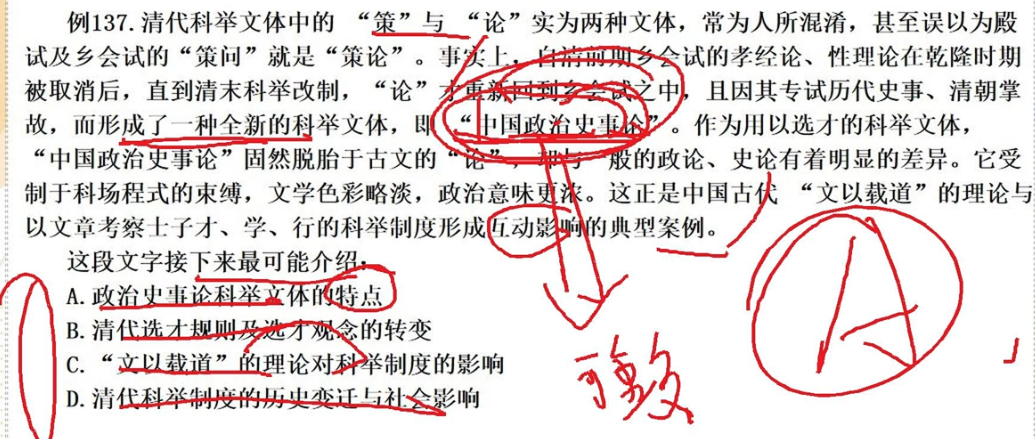 例137.清代科举文体中的 “策”与 “论”实为两种文体，常为人所混淆，甚至误以为殿
试及乡会试的“策问”就是“策论”。事实上，自清前期乡会试的孝经论、性理论在乾隆时期
被取消后，直到清末科举改制，“论”才重新回到乡会试之中，且因其专试历代史事、清朝掌
故，而形成了一种全新的科举文体，即 “中国政治史事论”。作为用以选才的科举文体，
“中国政治史事论”固然脱胎于古文的“论”，却与一般的政论、史论有着明显的差异。它受
制于科场程式的束缚，文学色彩略淡，政治意味更浓。这正是中国古代 “文以载道”的理论与
以文章考察士子才、学、行的科举制度形成互动影响的典型案例。
这段文字接下来最可能介绍：
A.政治史事论科举文体的特点
B.清代选才规则及选才观念的转变
C.“文以载道”的理论对科举制度的影响
D.清代科举制度的历史变迁与社会影响
A